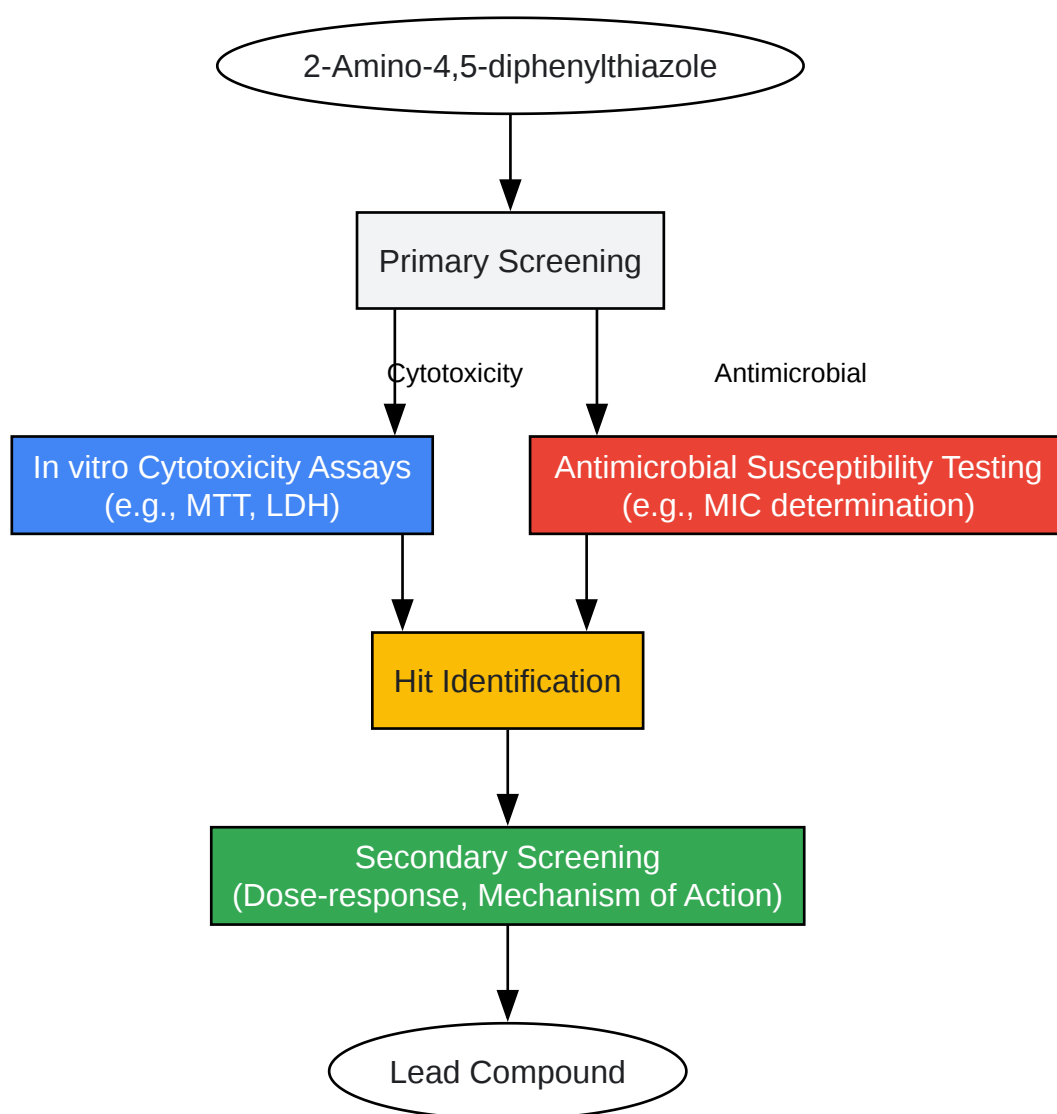 2-Amino-4,5-diphenylthiazole
Primary Screening
Cytotoxicity
Antimicrobial
In vitro Cytotoxicity Assays
(e.g., MTT, LDH)
Antimicrobial Susceptibility Testing
(e.g., MIC determination)
Hit Identification
Secondary Screening
(Dose-response, Mechanism of Action)
Lead Compound